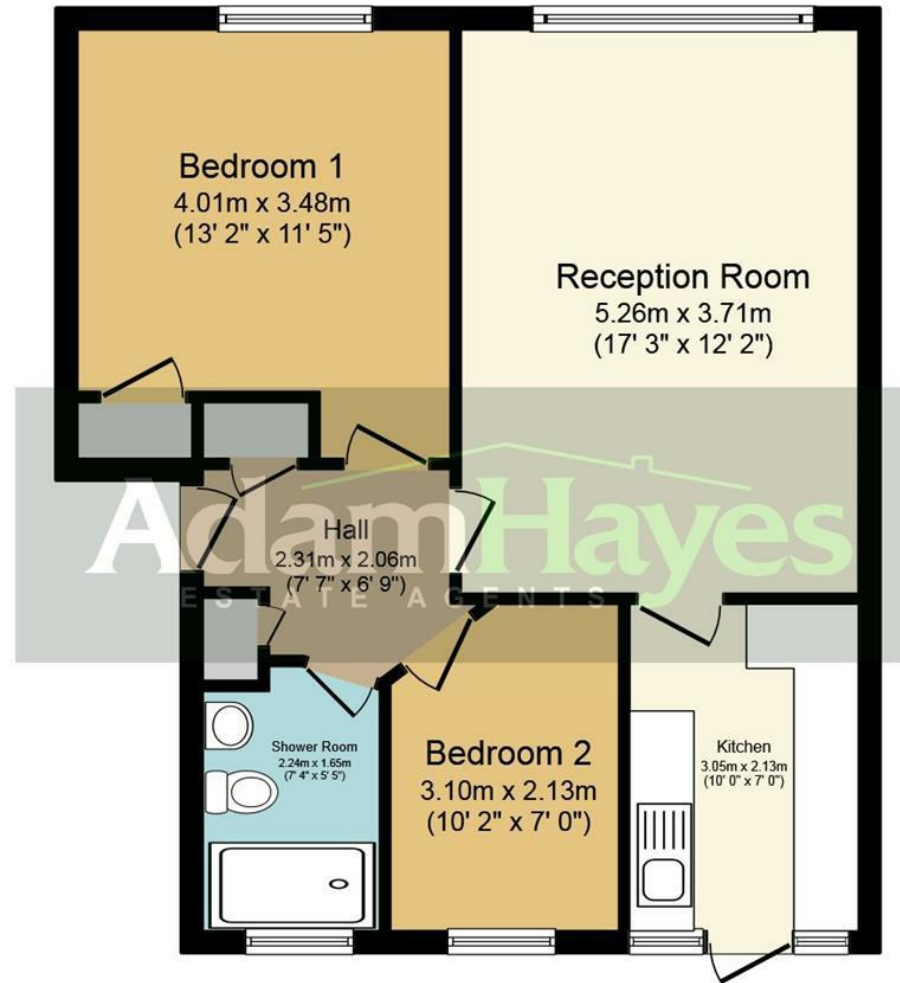 Bedroom 1
4.01m x 3.48m
(13' 2" x 11' 5")
Reception Room
5.26m x 3.71m
(17' 3" x 12' 2")
AdamHayes
ESTATE AGENTS
Hall
2.31m x 2.06m
(7' 7" x 6' 9")
Shower Room
2.24m x 1.65m
(7' 4" x 5' 5")
Bedroom 2
3.10m x 2.13m
(10' 2" x 7' 0")
Kitchen
3.05m x 2.13m
(10' 0" x 7' 0")